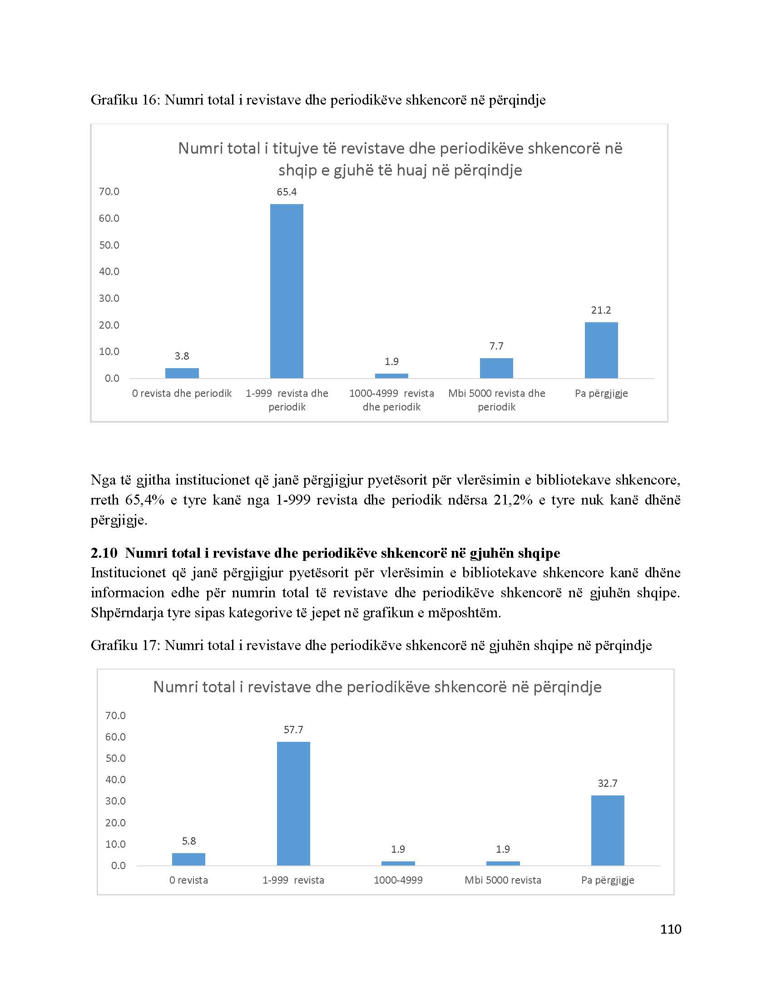 Grafiku 16: Numri total i revistave dhe periodikëve shkencorë në përqindje
Numri total i titujve të revistave dhe periodikëve shkencorë në
shqip e gjuhë të huaj në përqindje
70.0
60.0
50.0
40.0
30.0
20.0
10.0
0.0
3.8
65.4
1.9
7.7
21.2
0 revista dhe periodik
1-999 revista dhe
periodik
1000-4999 revista
dhe periodik
Mbi 5000 revista dhe
periodik
Pa përgjigje
Nga të gjitha institucionet që janë përgjigjur pyetësorit për vlerësimin e bibliotekave shkencore,
rreth 65,4% e tyre kanë nga 1-999 revista dhe periodik ndërsa 21,2% e tyre nuk kanë dhënë
përgjigje.
2.10 Numri total i revistave dhe periodikëve shkencorë në gjuhën shqipe
Institucionet që janë përgjigjur pyetësorit për vlerësimin e bibliotekave shkencore kanë dhëne
informacion edhe për numrin total të revistave dhe periodikëve shkencorë në gjuhën shqipe.
Shpërndarja tyre sipas kategorive të jepet në grafikun e mëposhtëm.
Grafiku 17: Numri total i revistave dhe periodikëve shkencorë në gjuhën shqipe në përqindje
Numri total i revistave dhe periodikëve shkencorë në përqindje
70.0
60.0
50.0
40.0
30.0
20.0
10.0
0.0
5.8
57.7
1.9
1.9
32.7
0 revista
1-999 revista
1000-4999
Mbi 5000 revista
Pa përgjigje
110